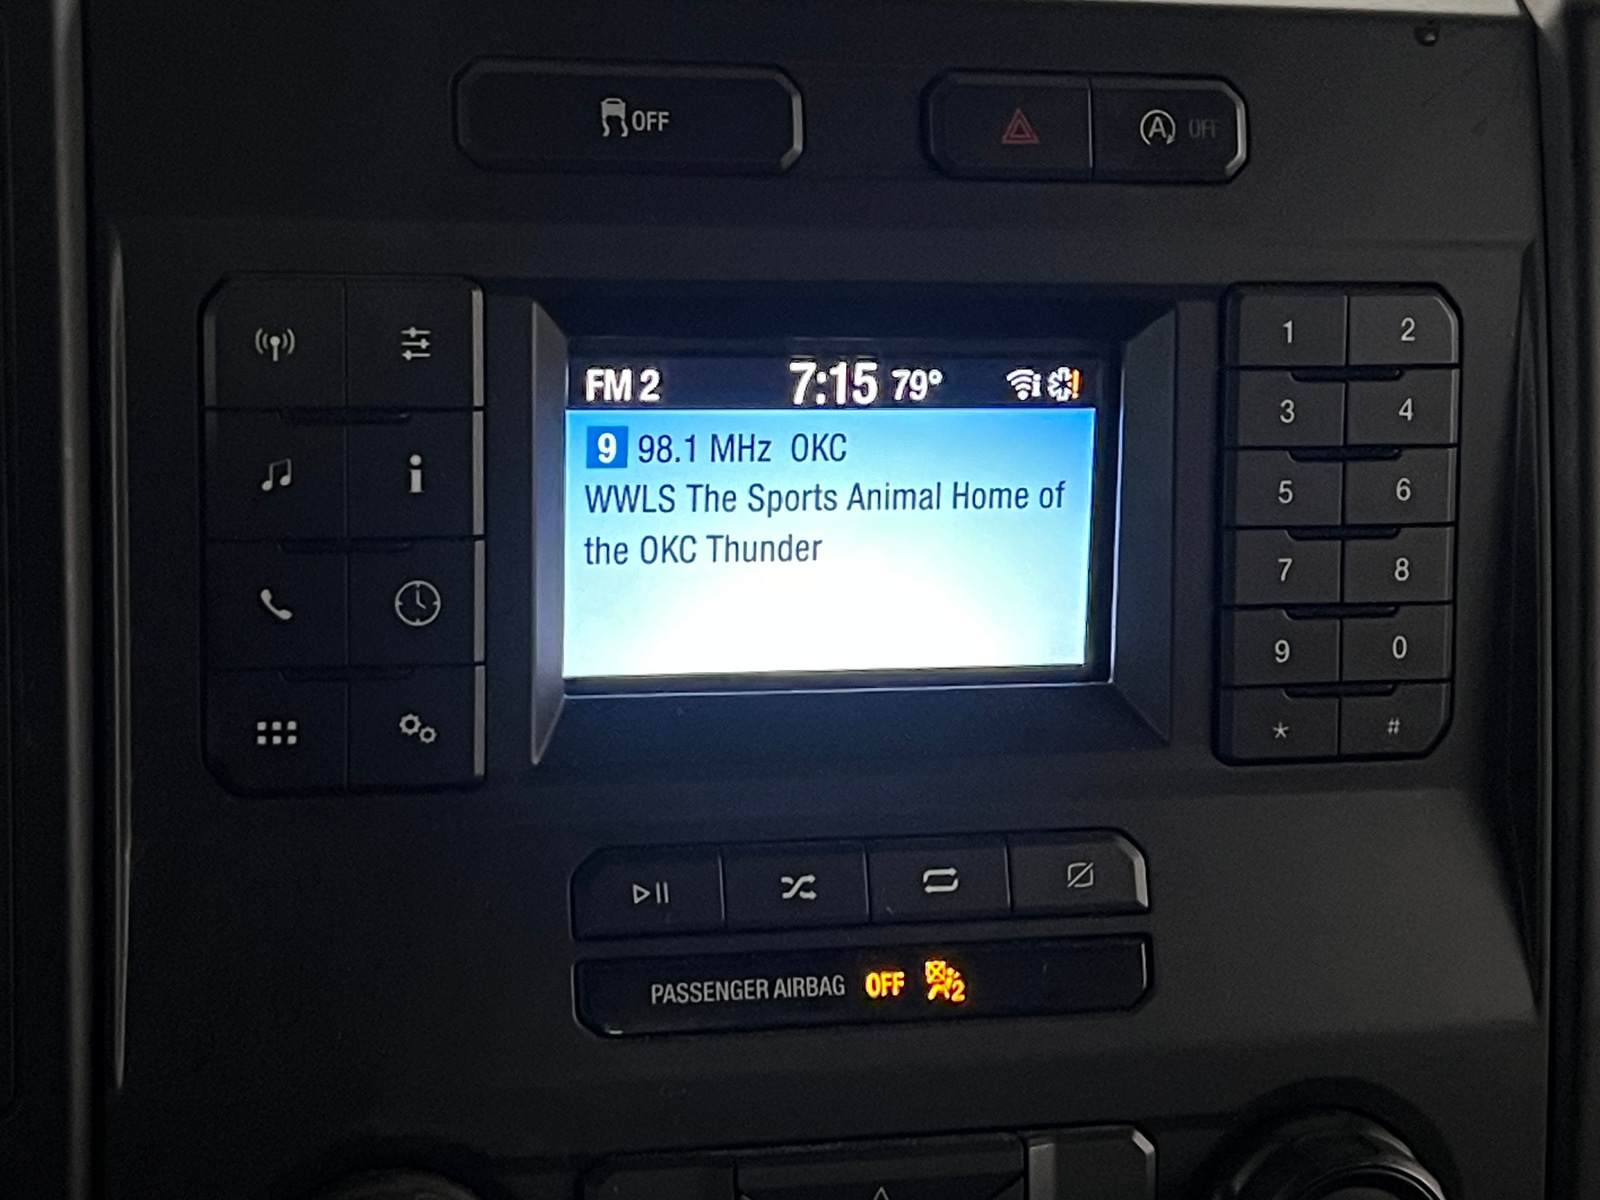 OFF
A OFF
FM 2 7:15 79°
9 98.1 MHz OKC
WWLS The Sports Animal Home of
the OKC Thunder
1 2
3 4
5 6
7 8
9 0
* #
PASSENGER AIRBAG OFF 2